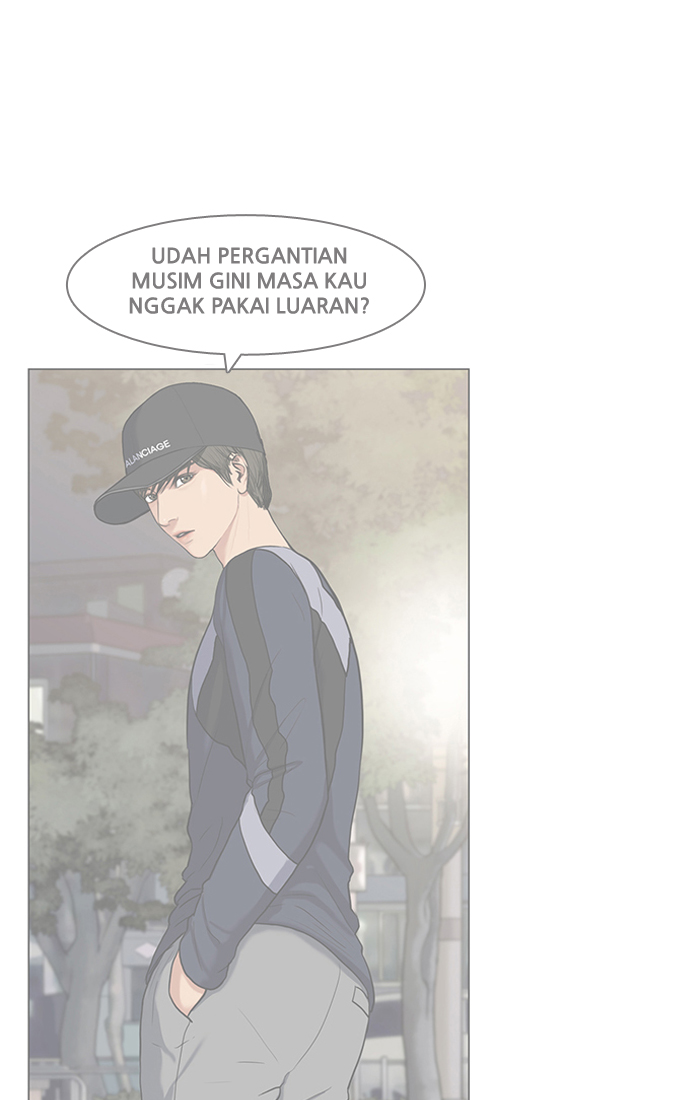 UDAH PERGANTIAN
MUSIM GINI MASA KAU
NGGAK PAKAI LUARAN?
ALANCIAGE